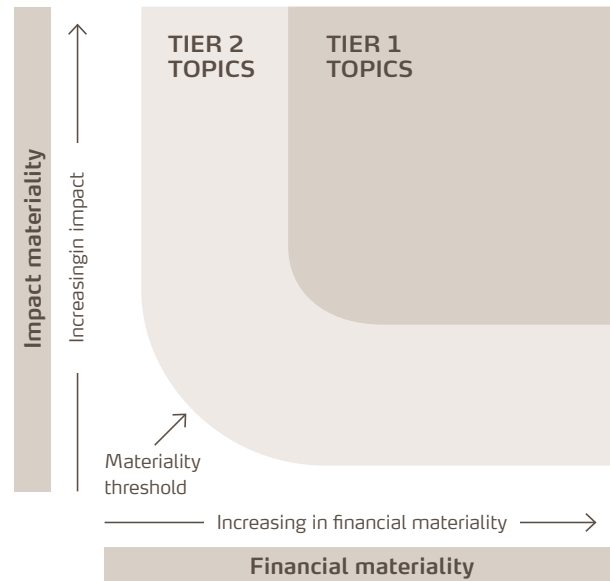 TIER 2
TOPICS
TIER 1
TOPICS
Impact materiality
Increasingin impact
Materiality
threshold
Increasing in financial materiality
Financial materiality